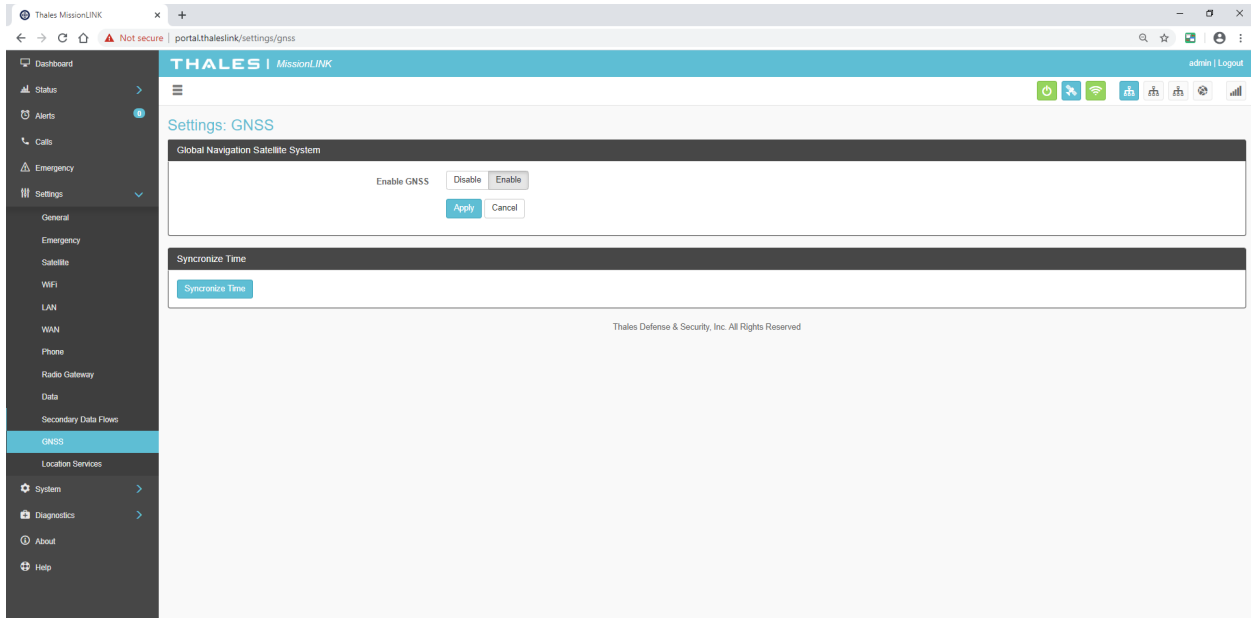 Thales MissionLINK
Not secure | portal.thaleslink/settings/gnss
Dashboard
Status
Alerts 0
Calls
Emergency
Settings
General
Emergency
Satellite
WiFi
LAN
WAN
Phone
Radio Gateway
Data
Secondary Data Flows
GNSS
Location Services
System
Diagnostics
About
Help
THALES | MissionLINK
admin | Logout
Settings: GNSS
Global Navigation Satellite System
Enable GNSS Disable Enable
Apply Cancel
Syncronize Time
Syncronize Time
Thales Defense & Security, Inc. All Rights Reserved